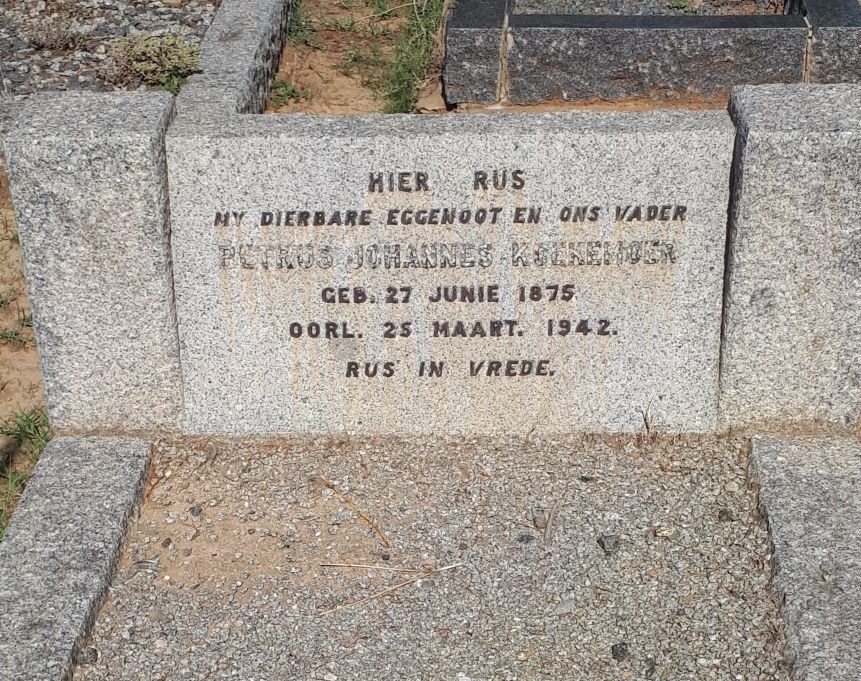 HIER RUS
MY DIERBARE EGGENOOT EN ONS VADER
PETRUS JOHANNES KOEKEMOER
GEB. 27 JUNIE 1875.
OORL. 25 MAART. 1942.
RUS IN VREDE.